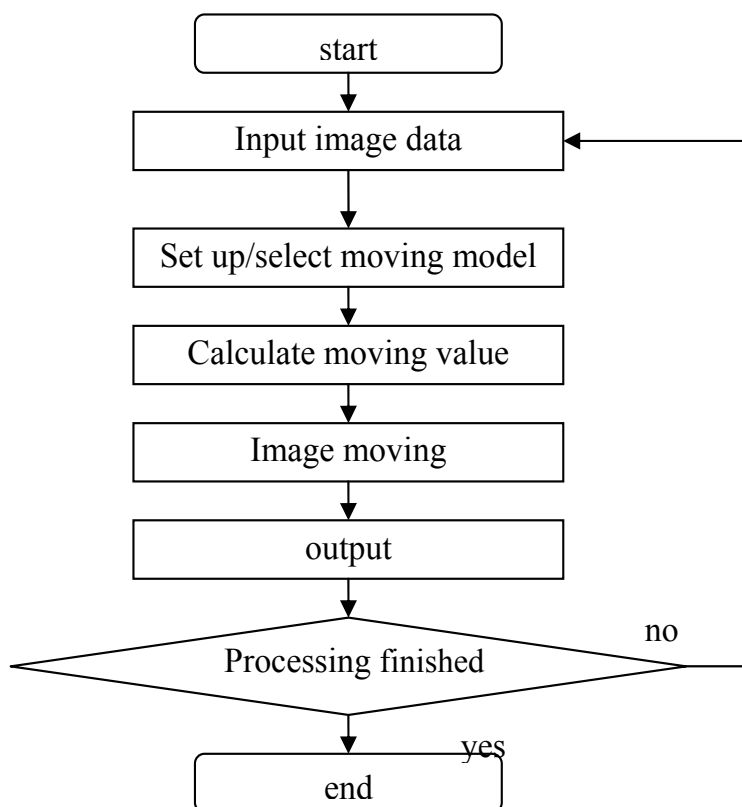 start
Input image data
Set up/select moving model
Calculate moving value
Image moving
output
no
Processing finished
yes
end